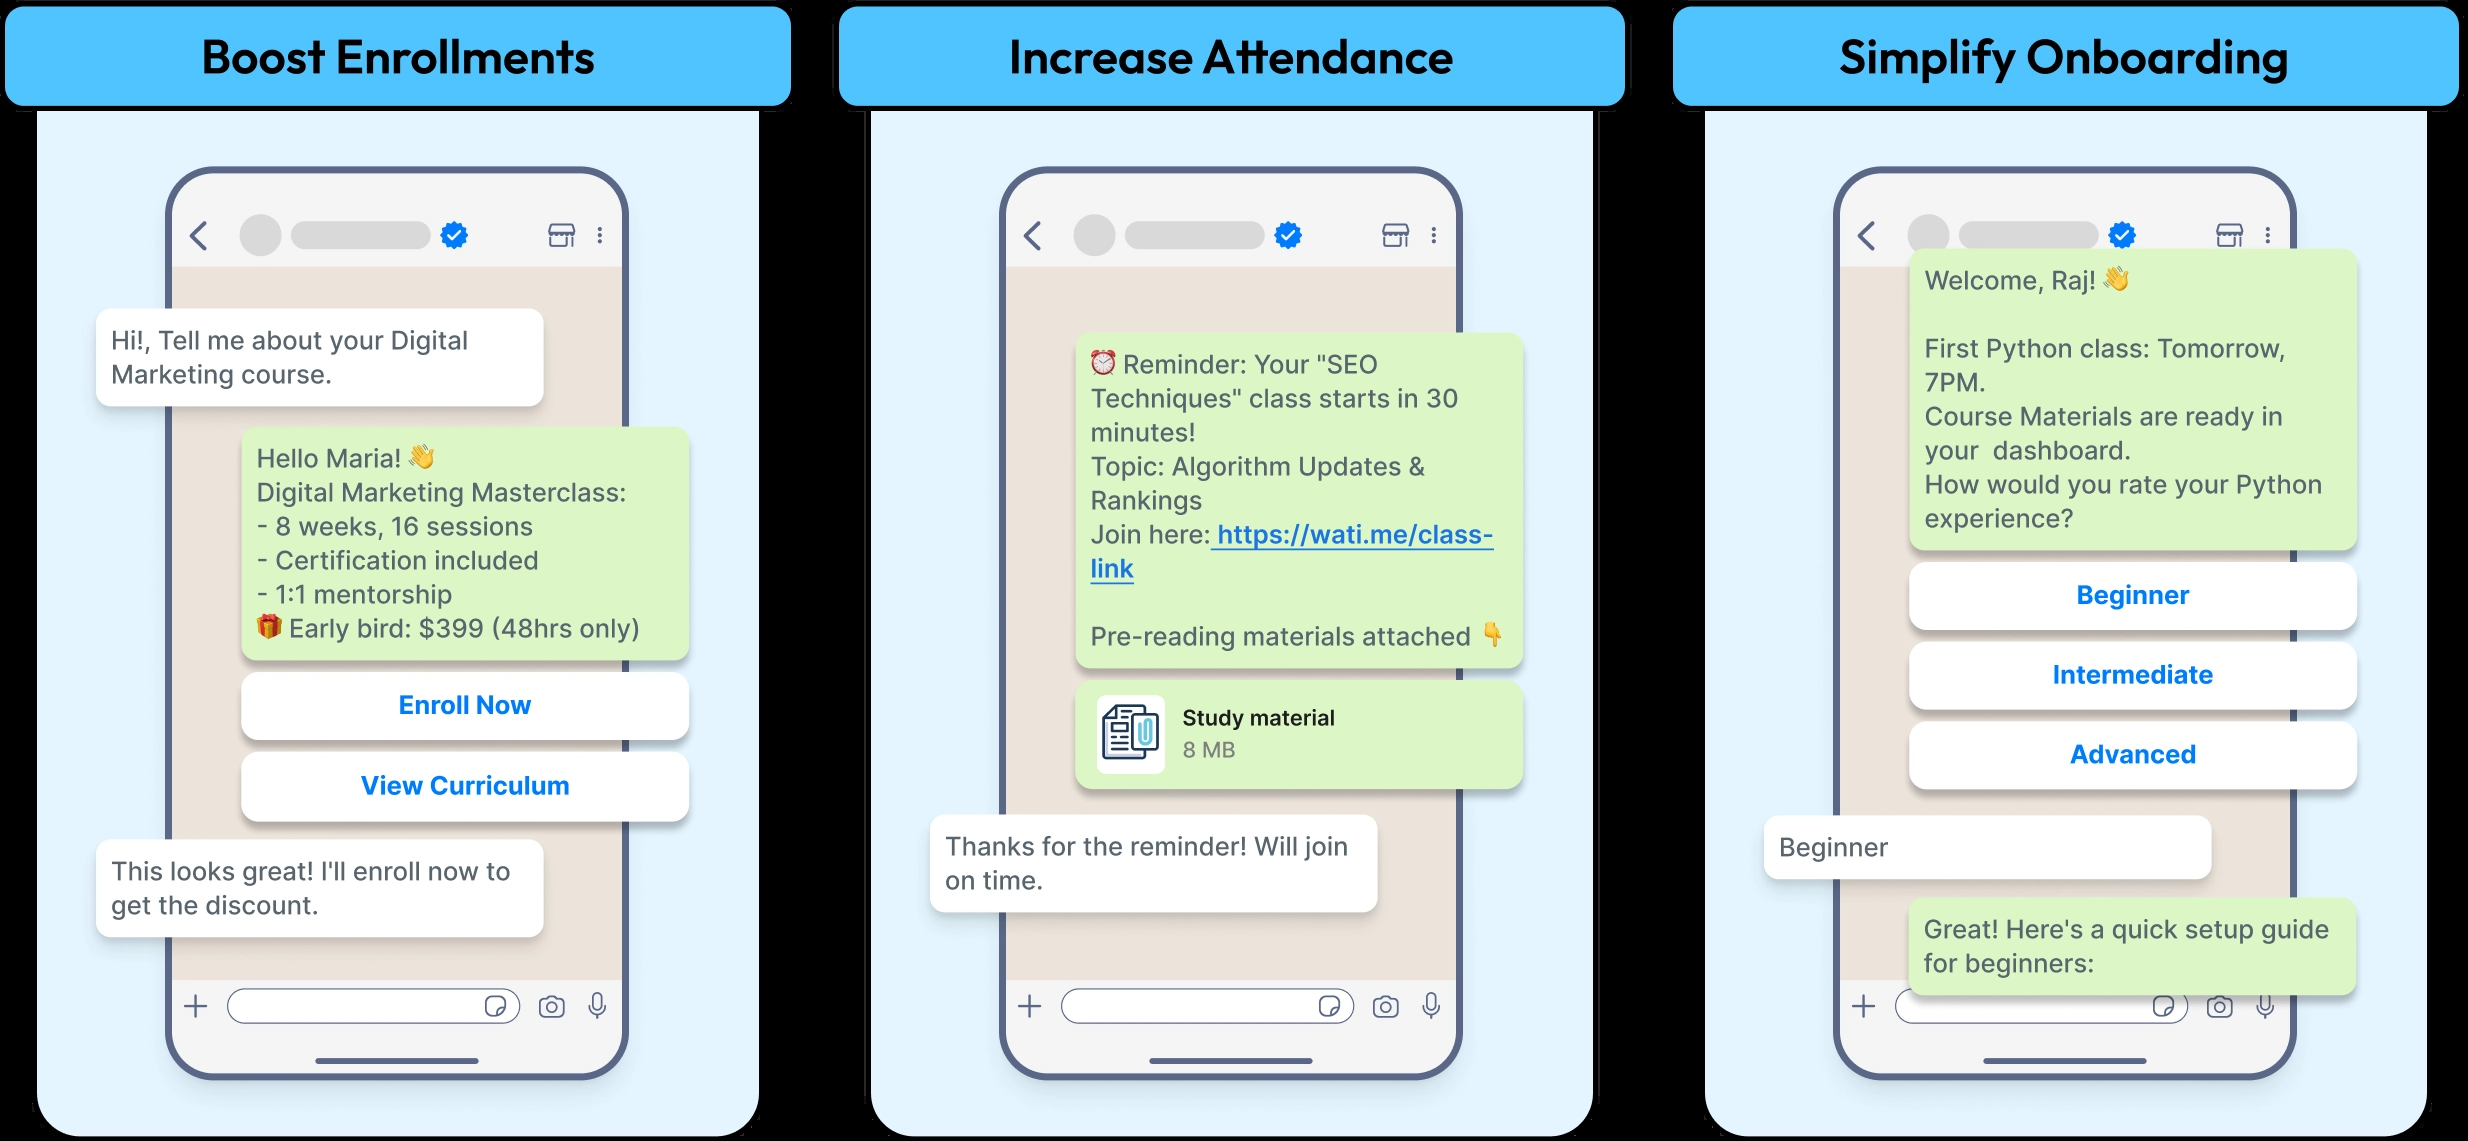 Boost Enrollments
Hi!, Tell me about your Digital
Marketing course.
Hello Maria! 👋
Digital Marketing Masterclass:
- 8 weeks, 16 sessions
- Certification included
- 1:1 mentorship
🎁 Early bird: $399 (48hrs only)
Enroll Now
View Curriculum
This looks great! I'll enroll now to
get the discount.
Increase Attendance
⏰ Reminder: Your "SEO
Techniques" class starts in 30
minutes!
Topic: Algorithm Updates &
Rankings
Join here: https://wati.me/class-
link
Pre-reading materials attached 👇
Study material
8 MB
Thanks for the reminder! Will join
on time.
Simplify Onboarding
Welcome, Raj! 👋
First Python class: Tomorrow,
7PM.
Course Materials are ready in
your  dashboard.
How would you rate your Python
experience?
Beginner
Intermediate
Advanced
Beginner
Great! Here's a quick setup guide
for beginners: